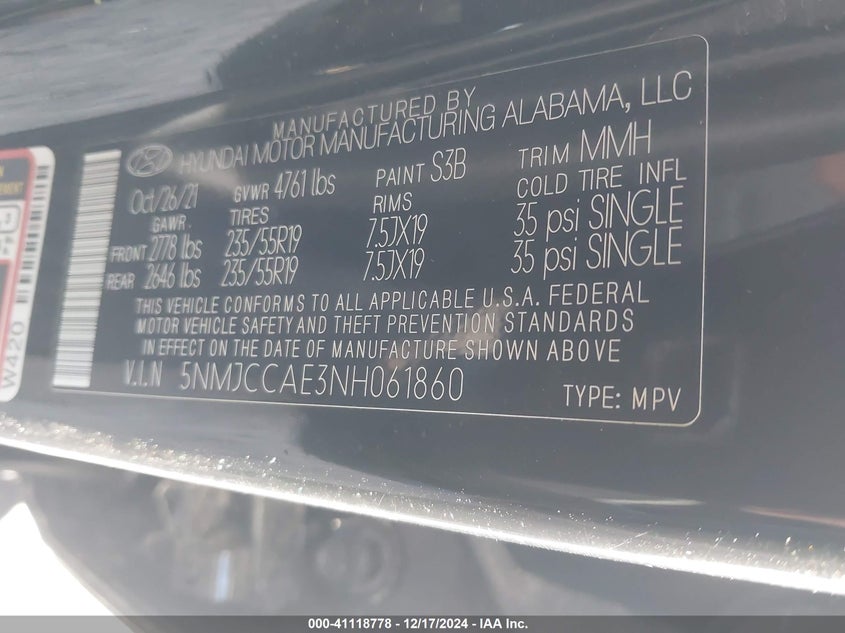 MANUFACTURED BY
HYUNDAI MOTOR MANUFACTURING ALABAMA, LLC
Oct/26/21 GVWR 4761 lbs PAINT S3B TRIM MMH
GAWR TIRES RIMS COLD TIRE INFL
FRONT 2778 lbs 235/55R19 7.5JX19 35 psi SINGLE
REAR 2646 lbs 235/55R19 7.5JX19 35 psi SINGLE
THIS VEHICLE CONFORMS TO ALL APPLICABLE U.S.A. FEDERAL
MOTOR VEHICLE SAFETY AND THEFT PREVENTION STANDARDS
IN EFFECT ON THE DATE OF MANUFACTURE SHOWN ABOVE
V.I.N 5NMJCCAE3NH061860 TYPE: MPV
W420
000-41118778 - 12/17/2024 - IAA Inc.